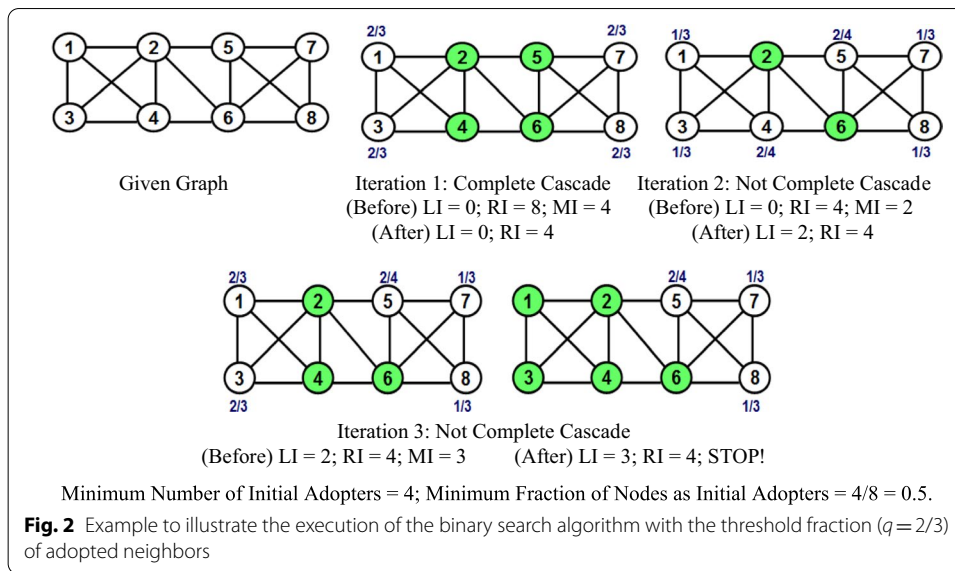 2/3 2/3 1/3 2/4 1/3
1 2 5 7 1 2 5 7 1 2 5 7
3 4 6 8 3 4 6 8 3 4 6 8
2/3 2/3 1/3 2/4 1/3
Given Graph
Iteration 1: Complete Cascade
(Before) LI = 0; RI = 8; MI = 4
(After) LI = 0; RI = 4
Iteration 2: Not Complete Cascade
(Before) LI = 0; RI = 4; MI = 2
(After) LI = 2; RI = 4
2/3 2/4 1/3 2/4 1/3
1 2 5 7 1 2 5 7
3 4 6 8 3 4 6 8
2/3 1/3 1/3
Iteration 3: Not Complete Cascade
(Before) LI = 2; RI = 4; MI = 3 (After) LI = 3; RI = 4; STOP!
Minimum Number of Initial Adopters = 4; Minimum Fraction of Nodes as Initial Adopters = 4/8 = 0.5.
Fig. 2 Example to illustrate the execution of the binary search algorithm with the threshold fraction (q = 2/3)
of adopted neighbors